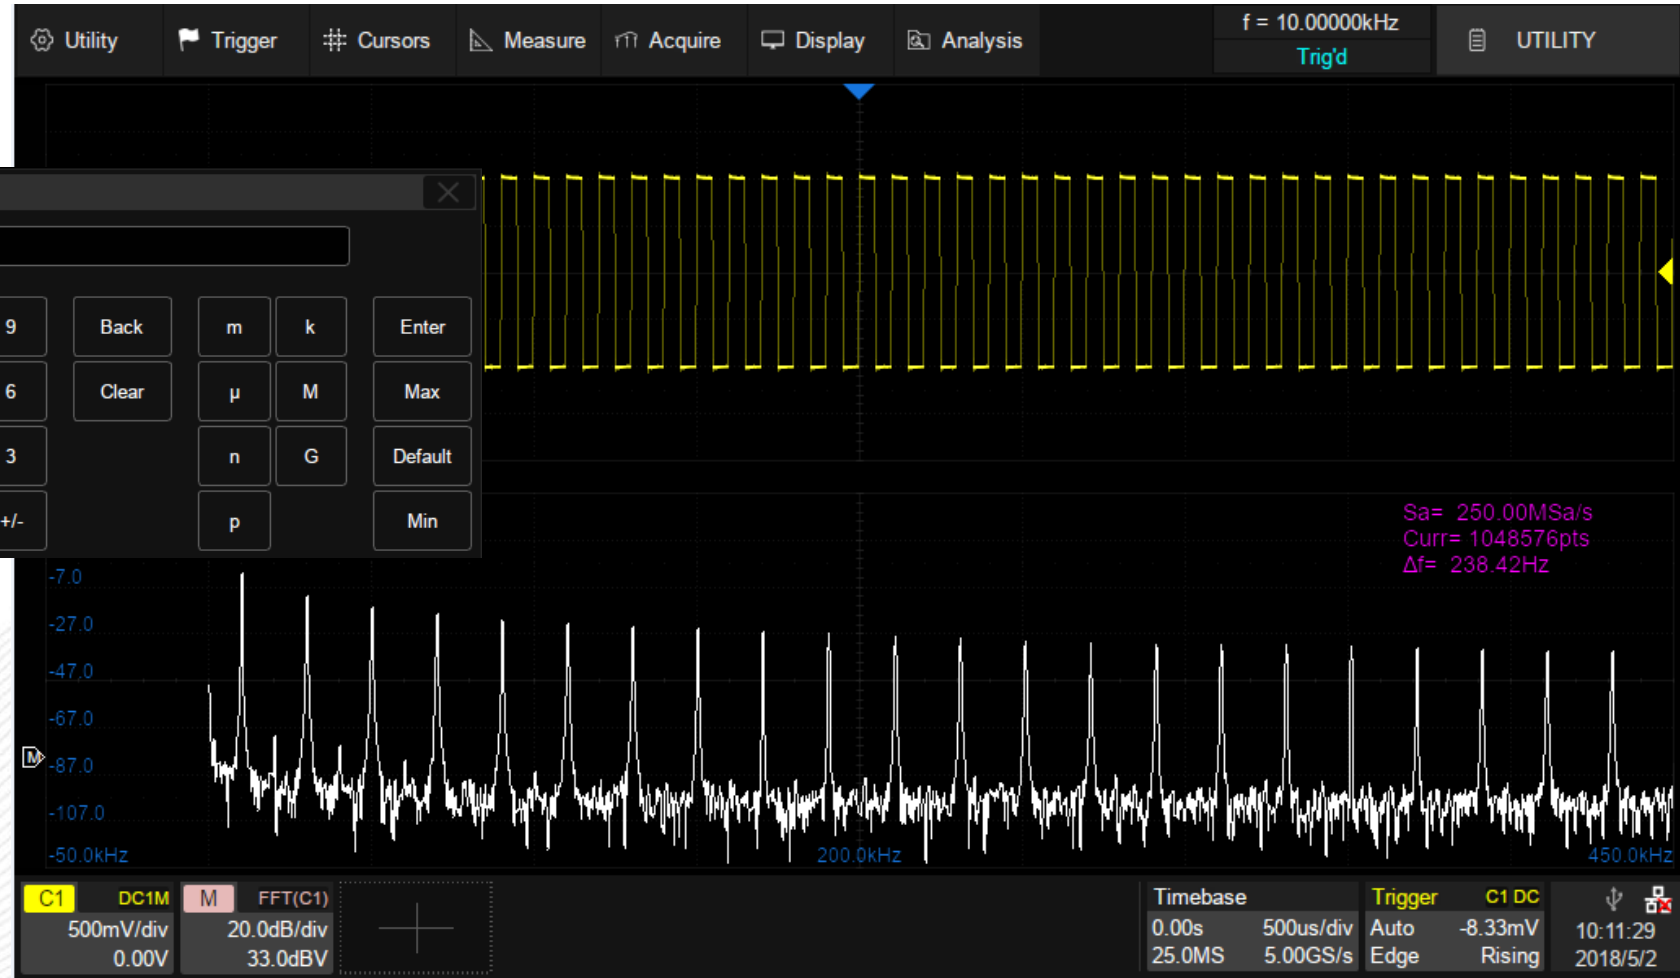 Utility Trigger Cursors Measure Acquire Display Analysis
f = 10.00000kHz
Trig'd
UTILITY
9 Back m k Enter
6 Clear µ M Max
3 n G Default
+/- p Min
Sa= 250.00MSa/s
Curr= 1048576pts
Δf= 238.42Hz
-7.0
-27.0
-47.0
-67.0
M
-87.0
-107.0
-50.0kHz 200.0kHz 450.0kHz
C1 DC1M
500mV/div
0.00V
M FFT(C1)
20.0dB/div
33.0dBV
Timebase
0.00s 500us/div
25.0MS 5.00GS/s
Trigger C1 DC
Auto -8.33mV
Edge Rising
10:11:29
2018/5/2